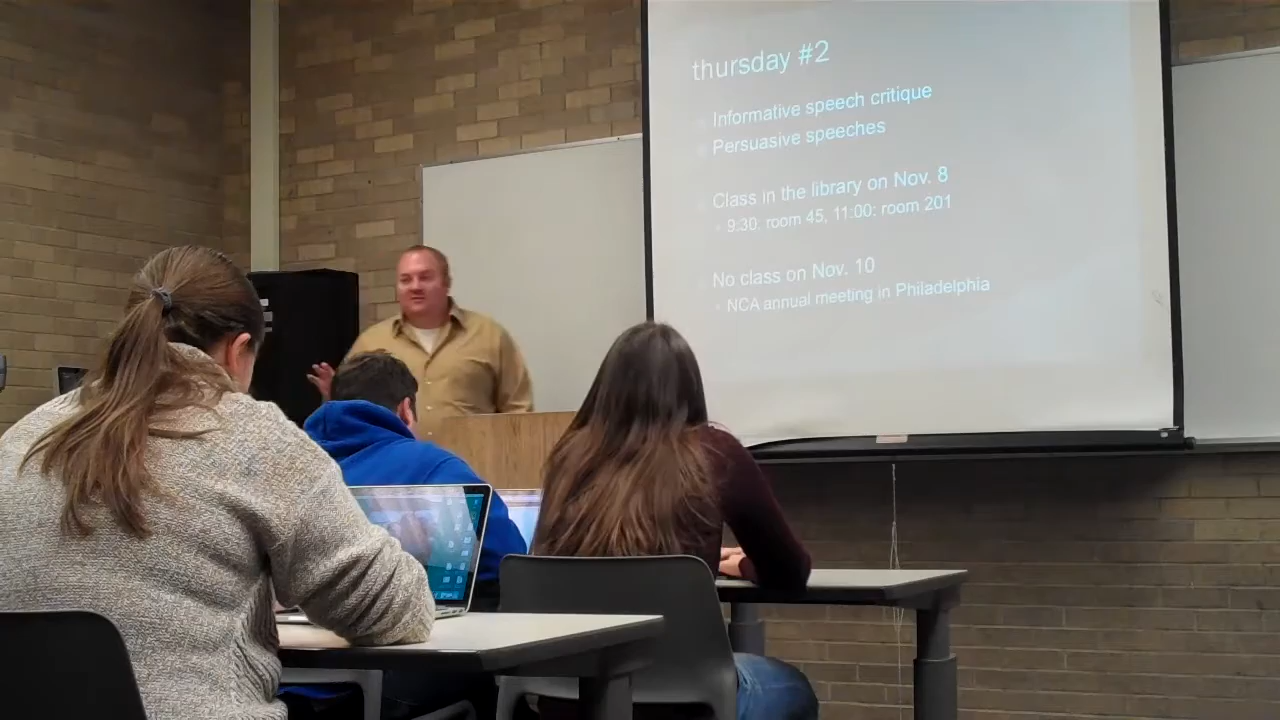 thursday #2
Informative speech critique
Persuasive speeches
Class in the library on Nov. 8
9:30: room 45, 11:00: room 201
No class on Nov. 10
NCA annual meeting in Philadelphia